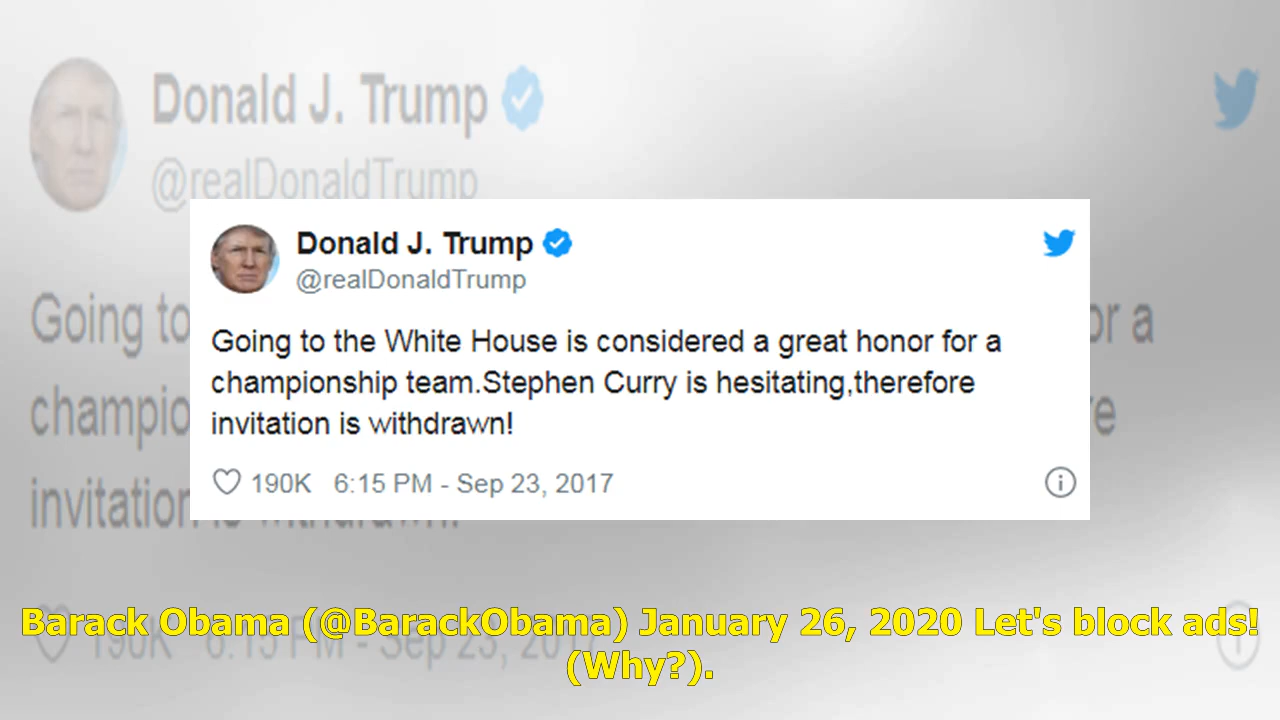 Donald J. Trump
@realDonaldTrump
Going to the White House is considered a great honor for a
championship team.Stephen Curry is hesitating,therefore
invitation is withdrawn!
190K 6:15 PM - Sep 23, 2017
Barack Obama (@BarackObama) January 26, 2020 Let's block ads!
(Why?).